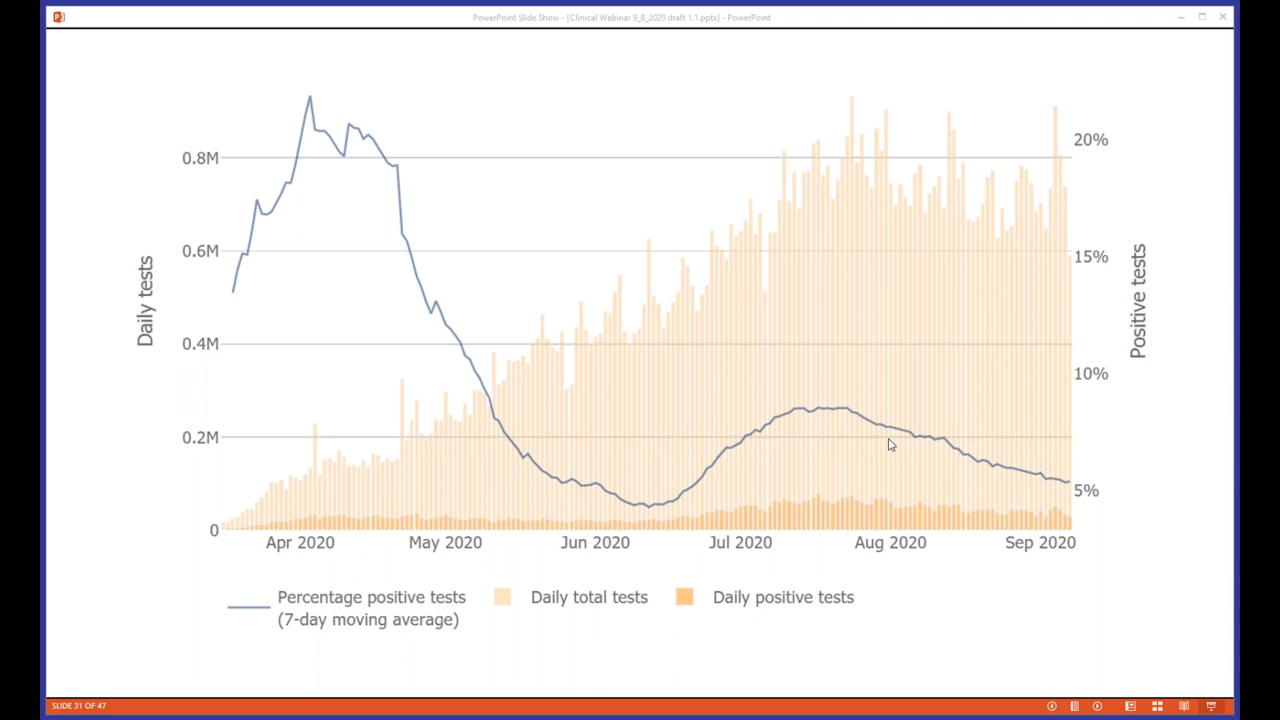 PowerPoint Slide Show - [Clinical Webinar 9_8_2020 draft 1.1.ppts] - PowerPoint
20%
0.8M
0.6M
15%
Daily tests
Positive tests
0.4M
10%
0.2M
5%
0
Apr 2020 May 2020 Jun 2020 Jul 2020 Aug 2020 Sep 2020
Percentage positive tests Daily total tests Daily positive tests
(7-day moving average)
SLIDE 31 OF 47